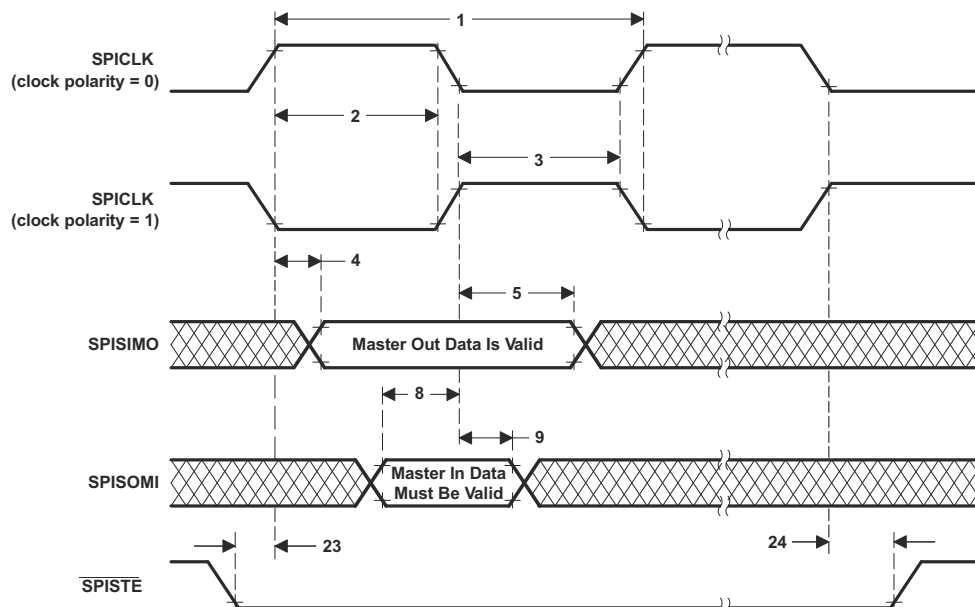 1
SPICLK
(clock polarity = 0)
2
3
SPICLK
(clock polarity = 1)
4
5
SPISIMO
Master Out Data Is Valid
8
9
SPISOMI
Master In Data
Must Be Valid
23
24
SPISTE